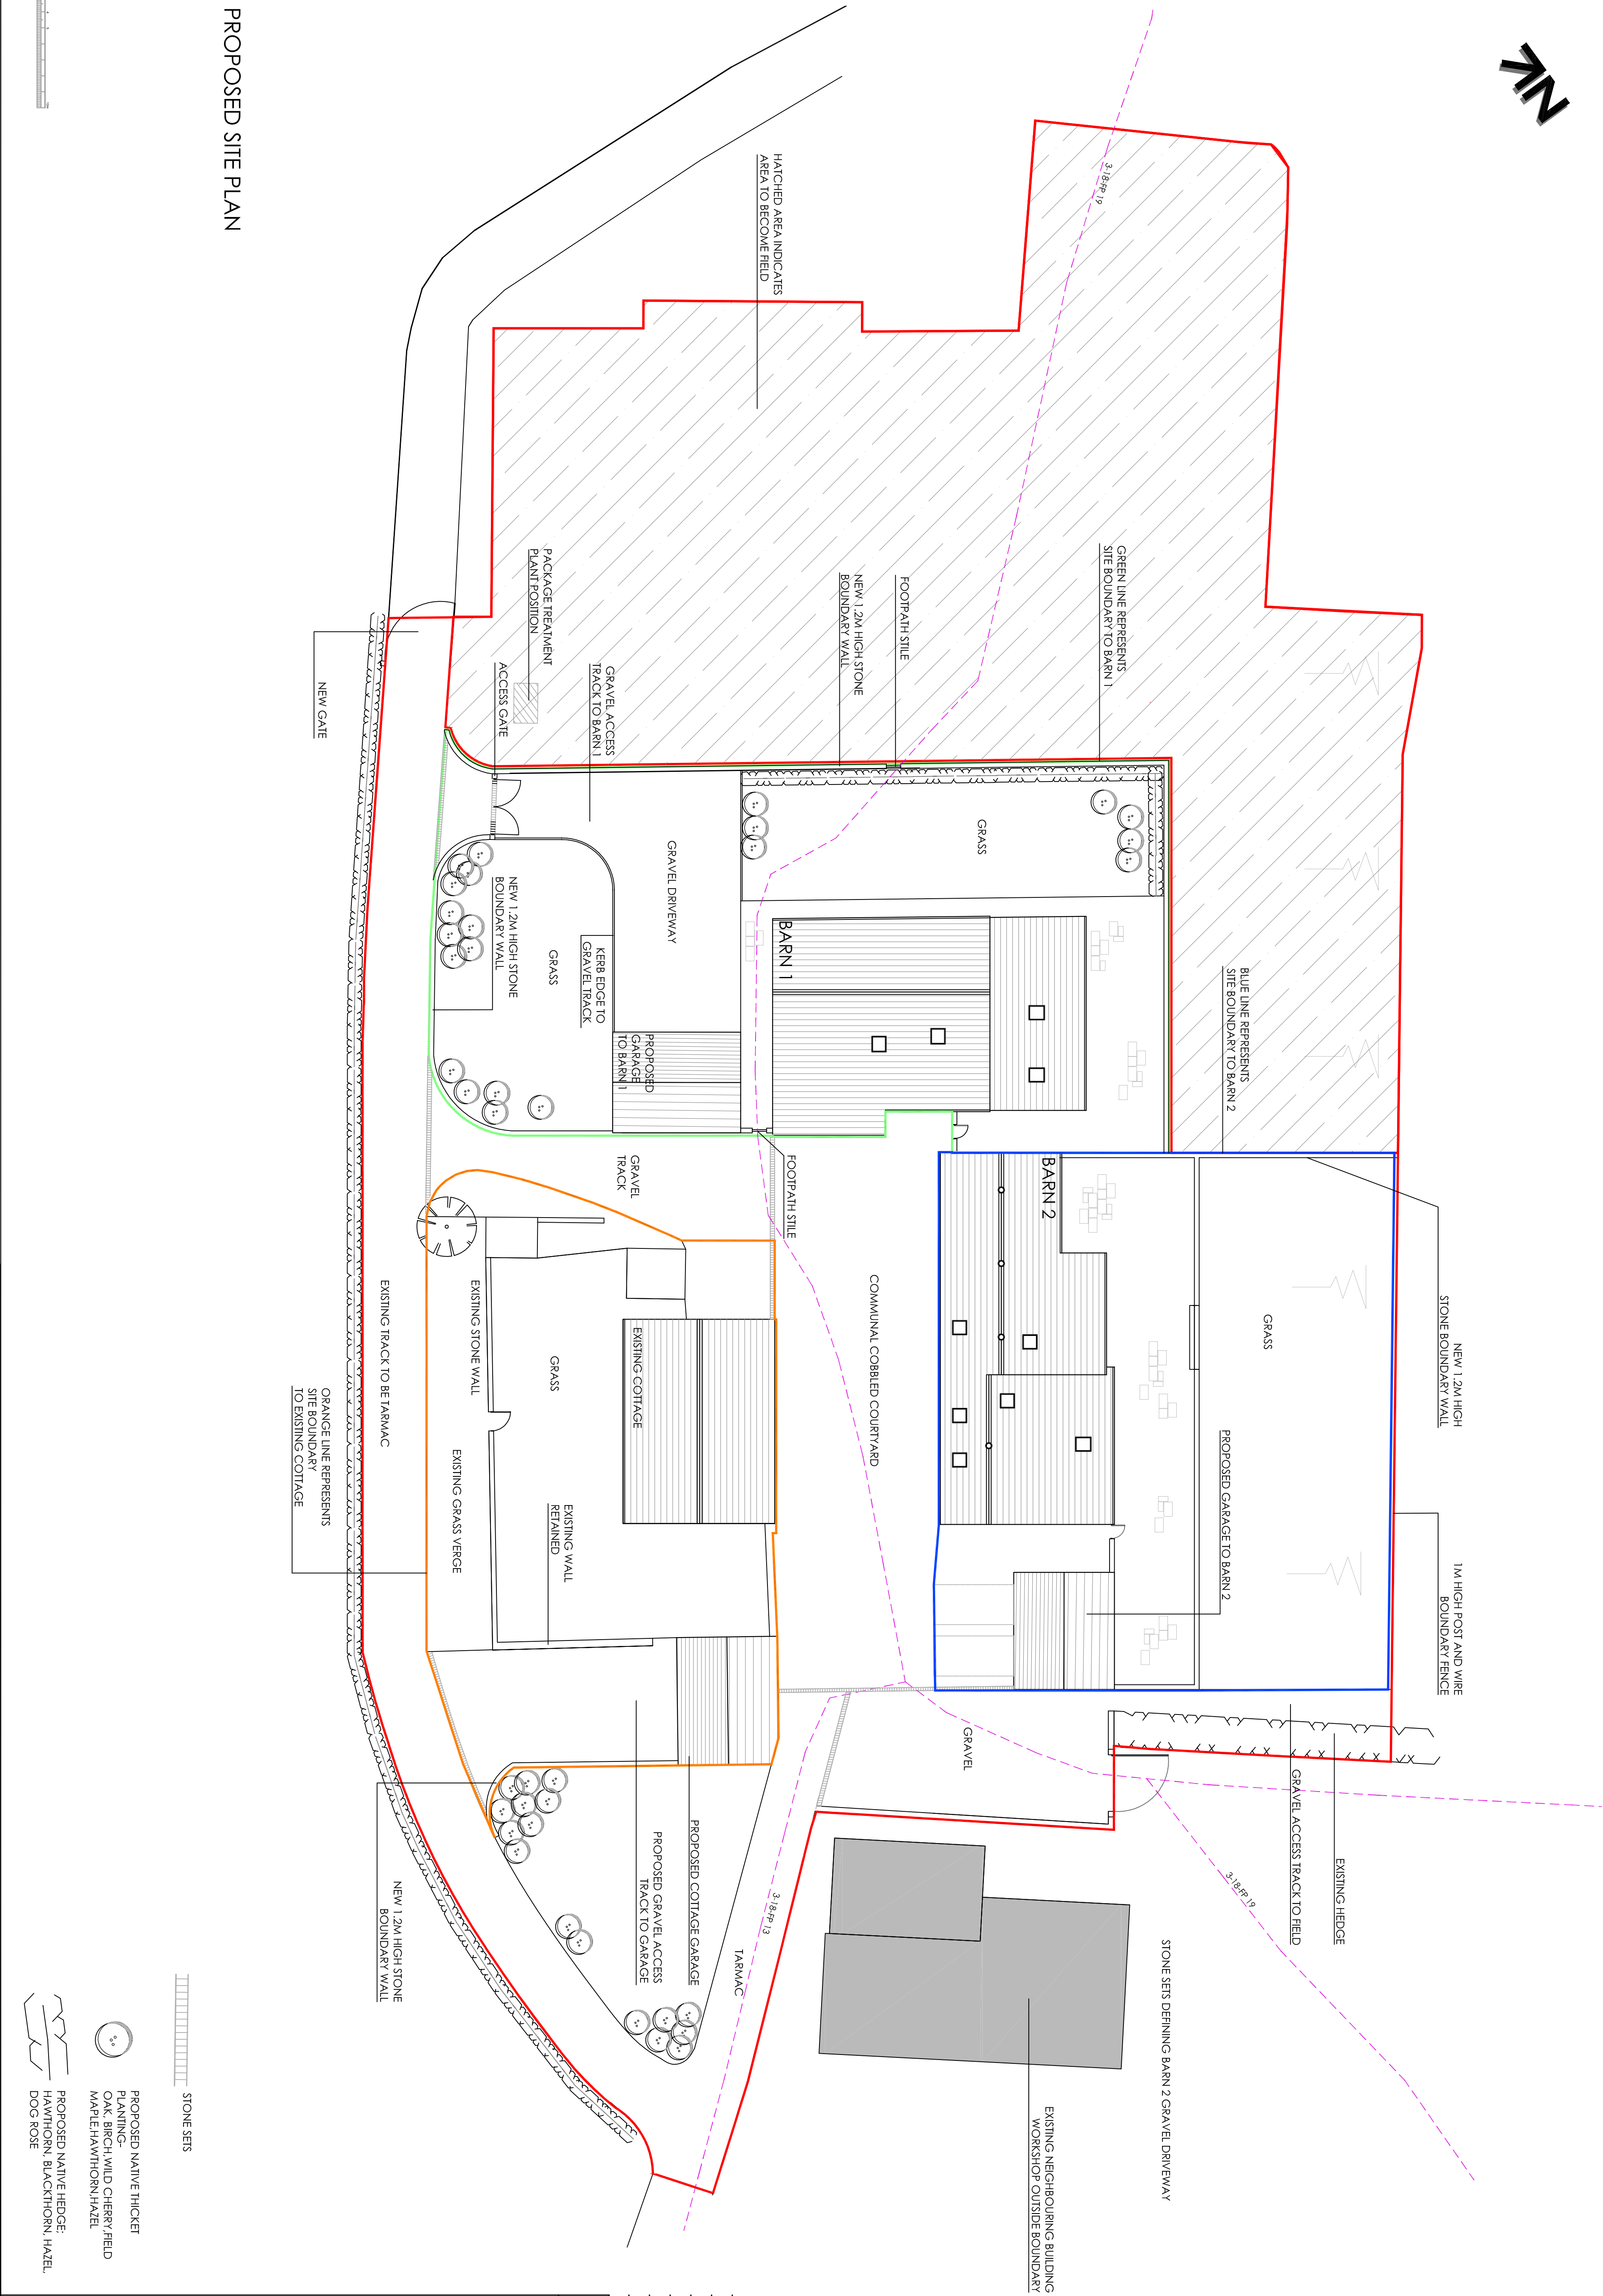 PROPOSED SITE PLAN
N
HATCHED AREA INDICATES
AREA TO BECOME FIELD
3-18-FP 19
GREEN LINE REPRESENTS
SITE BOUNDARY TO BARN 1
FOOTPATH STILE
NEW 1.2M HIGH STONE
BOUNDARY WALL
PACKAGE TREATMENT
PLANT POSITION
GRAVEL ACCESS
TRACK TO BARN 1
ACCESS GATE
NEW GATE
GRASS
GRAVEL DRIVEWAY
BARN 1
NEW 1.2M HIGH STONE
BOUNDARY WALL
GRASS
KERB EDGE TO
GRAVEL TRACK
PROPOSED
GARAGE
TO BARN 1
BLUE LINE REPRESENTS
SITE BOUNDARY TO BARN 2
BARN 2
FOOTPATH STILE
GRAVEL
TRACK
COMMUNAL COBBLED COURTYARD
GRASS
NEW 1.2M HIGH
STONE BOUNDARY WALL
PROPOSED GARAGE TO BARN 2
1M HIGH POST AND WIRE
BOUNDARY FENCE
EXISTING COTTAGE
GRASS
EXISTING STONE WALL
EXISTING TRACK TO BE TARMAC
EXISTING GRASS VERGE
EXISTING WALL
RETAINED
ORANGE LINE REPRESENTS
SITE BOUNDARY
TO EXISTING COTTAGE
GRAVEL
GRAVEL ACCESS TRACK TO FIELD
EXISTING HEDGE
3-18-FP 19
3-18-FP 13
TARMAC
PROPOSED COTTAGE GARAGE
PROPOSED GRAVEL ACCESS
TRACK TO GARAGE
NEW 1.2M HIGH STONE
BOUNDARY WALL
STONE SETS DEFINING BARN 2 GRAVEL DRIVEWAY
EXISTING NEIGHBOURING BUILDING
WORKSHOP OUTSIDE BOUNDARY
STONE SETS
PROPOSED NATIVE THICKET
PLANTING-
OAK, BIRCH,WILD CHERRY,FIELD
MAPLE,HAWTHORN,HAZEL
PROPOSED NATIVE HEDGE;
HAWTHORN, BLACKTHORN, HAZEL,
DOG ROSE